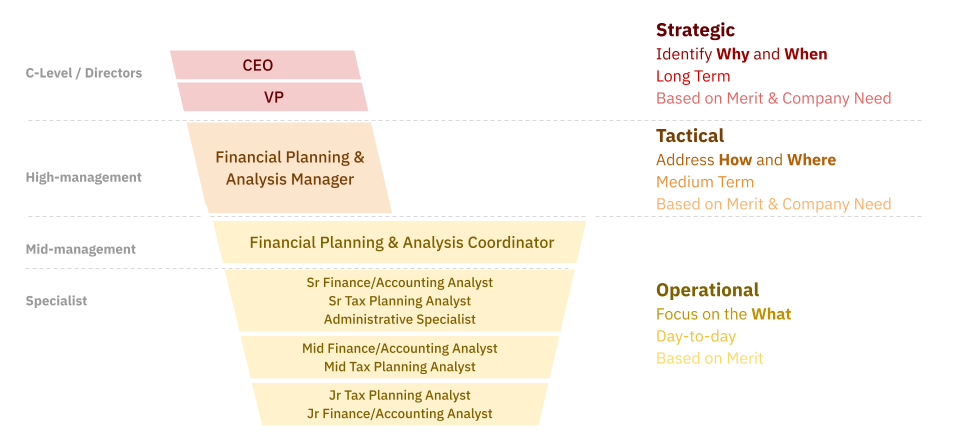 Strategic
Identify Why and When
Long Term
Based on Merit & Company Need
C-Level / Directors
CEO
VP
Tactical
Address How and Where
Medium Term
Based on Merit & Company Need
High-management
Financial Planning &
Analysis Manager
Mid-management
Financial Planning & Analysis Coordinator
Specialist
Sr Finance/Accounting Analyst
Sr Tax Planning Analyst
Administrative Specialist
Mid Finance/Accounting Analyst
Mid Tax Planning Analyst
Jr Tax Planning Analyst
Jr Finance/Accounting Analyst
Operational
Focus on the What
Day-to-day
Based on Merit